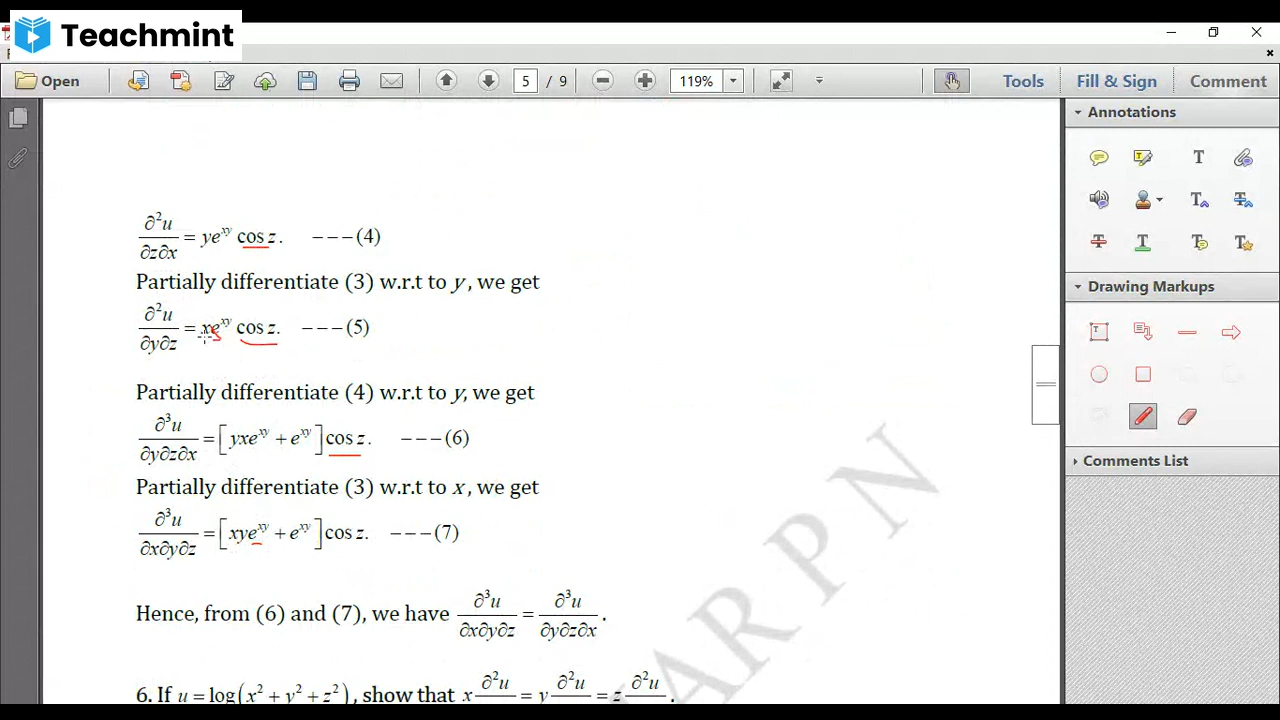 Teachmint
Open 5 / 9 119% Tools Fill & Sign Comment
Annotations
Drawing Markups
Comments List
∂²u/∂z∂x = ye^{xy} cos z. ---(4)
Partially differentiate (3) w.r.t to y, we get
∂²u/∂y∂z = xe^{xy} cos z. ---(5)
Partially differentiate (4) w.r.t to y, we get
∂³u/∂y∂z∂x = [yxe^{xy} + e^{xy}] cos z. ---(6)
Partially differentiate (3) w.r.t to x, we get
∂³u/∂x∂y∂z = [xye^{xy} + e^{xy}] cos z. ---(7)
Hence, from (6) and (7), we have ∂³u/∂x∂y∂z = ∂³u/∂y∂z∂x.
6. If u = log(x² + y² + z²), show that x ∂²u = y ∂²u = z ∂²u.
AR P N